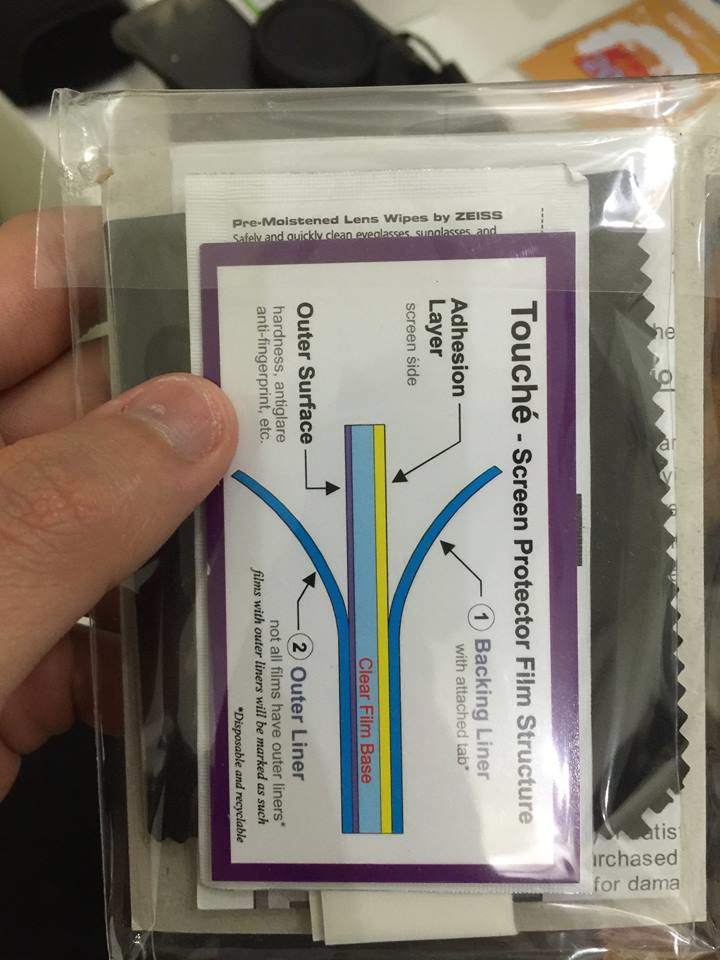 Pre-Moistened Lens Wipes by ZEISS
Safely and quickly clean eyeglasses, sunglasses, and
Touché - Screen Protector Film Structure
Adhesion
Layer
screen side
1 Backing Liner
with attached tab*
Clear Film Base
Outer Surface
hardness, antiglare
anti-fingerprint, etc.
2 Outer Liner
not all films have outer liners*
films with outer liners will be marked as such
*Disposable and recyclable
for dama